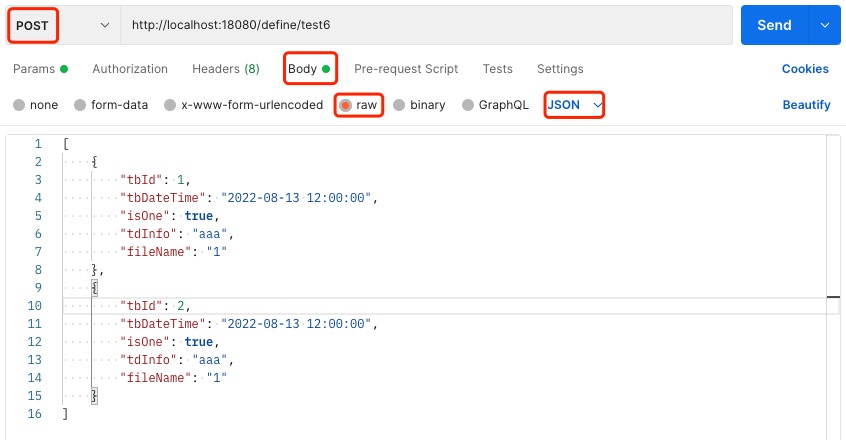 POST http://localhost:18080/define/test6 Send
Params Authorization Headers (8) Body Pre-request Script Tests Settings Cookies
none form-data x-www-form-urlencoded raw binary GraphQL JSON Beautify
1 [
2 {
3 "tbId": 1,
4 "tbDateTime": "2022-08-13 12:00:00",
5 "isOne": true,
6 "tdInfo": "aaa",
7 "fileName": "1"
8 },
9 {
10 "tbId": 2,
11 "tbDateTime": "2022-08-13 12:00:00",
12 "isOne": true,
13 "tdInfo": "aaa",
14 "fileName": "1"
15 }
16 ]